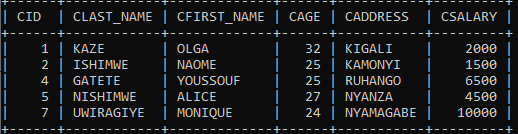 +-----+------------+-------------+------+-----------+---------+
| CID | CLAST_NAME | CFIRST_NAME | CAGE | CADDRESS  | CSALARY |
+-----+------------+-------------+------+-----------+---------+
|   1 | KAZE       | OLGA        |   32 | KIGALI    |    2000 |
|   2 | ISHIMWE    | NAOME       |   25 | KAMONYI   |    1500 |
|   4 | GATETE     | YOUSSOUF    |   25 | RUHANGO   |    6500 |
|   5 | NISHIMWE   | ALICE       |   27 | NYANZA    |    4500 |
|   7 | UWIRAGIYE  | MONIQUE     |   24 | NYAMAGABE |   10000 |
+-----+------------+-------------+------+-----------+---------+